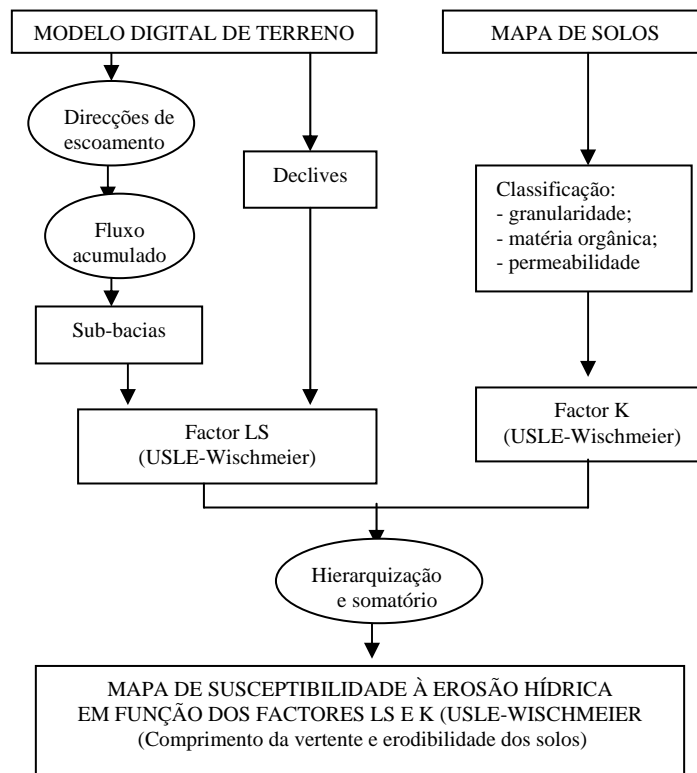 MODELO DIGITAL DE TERRENO
MAPA DE SOLOS
Direcções de
escoamento
Declives
Classificação:
- granularidade;
- matéria orgânica;
- permeabilidade
Fluxo
acumulado
Sub-bacias
Factor LS
(USLE-Wischmeier)
Factor K
(USLE-Wischmeier)
Hierarquização
e somatório
MAPA DE SUSCEPTIBILIDADE À EROSÃO HÍDRICA
EM FUNÇÃO DOS FACTORES LS E K (USLE-WISCHMEIER
(Comprimento da vertente e erodibilidade dos solos)